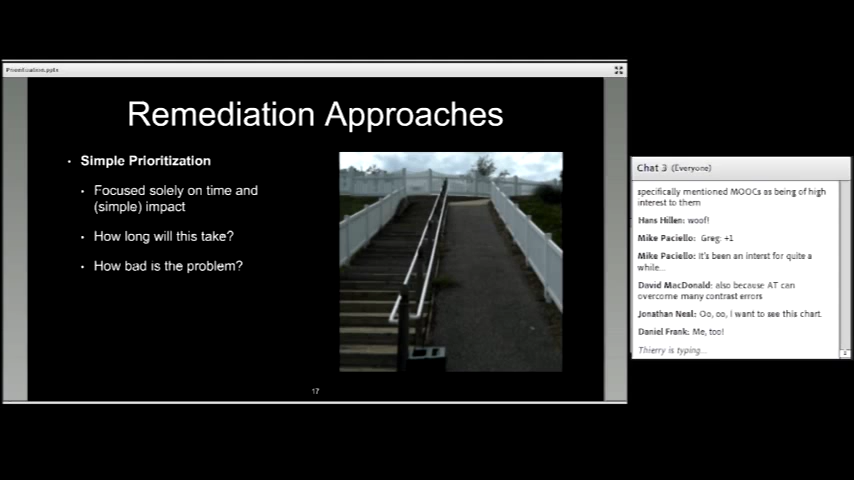 Prioritization.pptx
Remediation Approaches
• Simple Prioritization
• Focused solely on time and
(simple) impact
• How long will this take?
• How bad is the problem?
17
Chat 3 (Everyone)
specifically mentioned MOOCs as being of high
interest to them
Hans Hillen: woof!
Mike Paciello: Greg: +1
Mike Paciello: It's been an interst for quite a
while...
David MacDonald: also because AT can
overcome many contrast errors
Jonathan Neal: Oo, oo, I want to see this chart.
Daniel Frank: Me, too!
Thierry is typing...